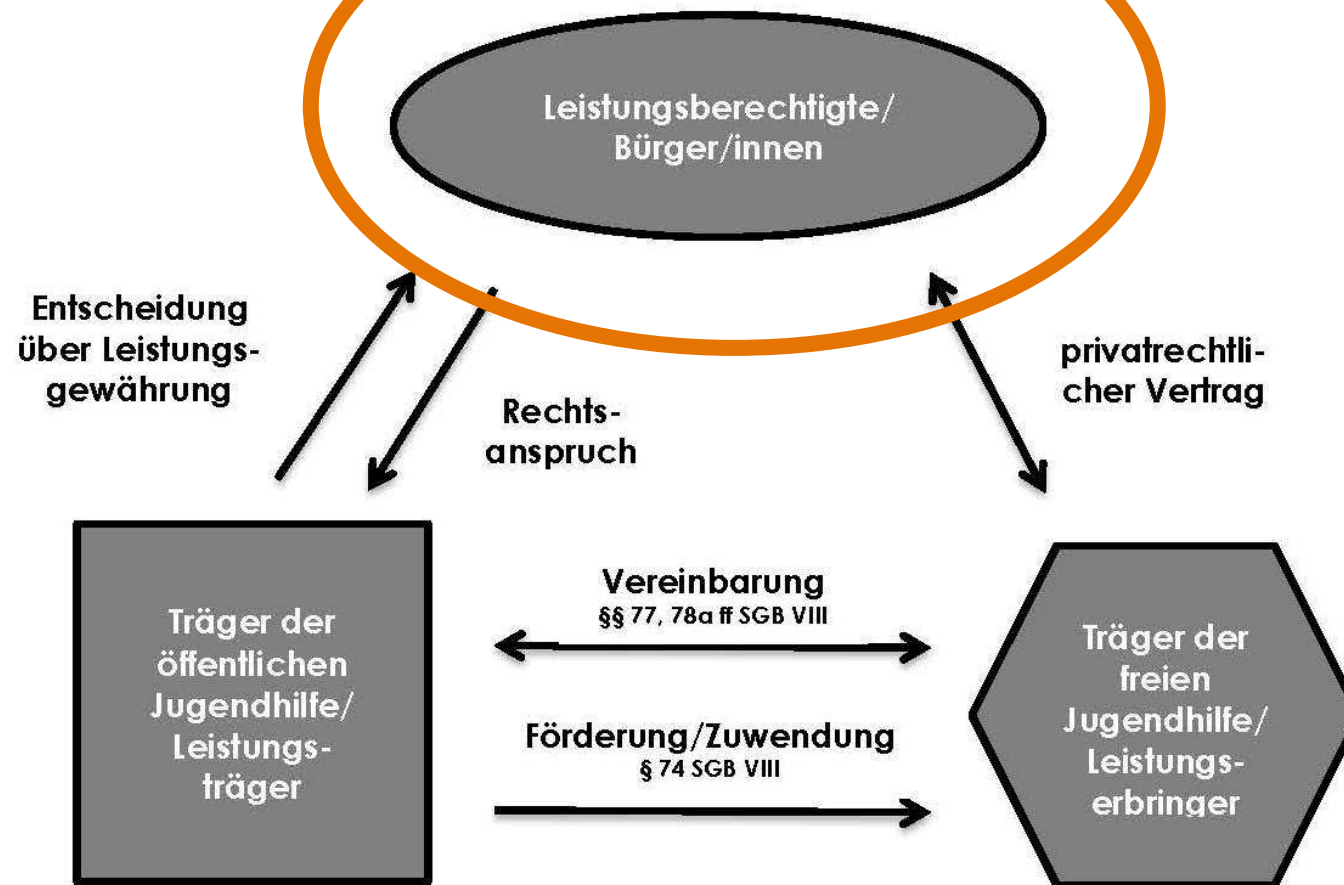 Leistungsberechtigte/
Bürger/innen
Entscheidung
über Leistungs-
gewährung
Rechts-
anspruch
privatrechtli-
cher Vertrag
Träger der
öffentlichen
Jugendhilfe/
Leistungs-
träger
Vereinbarung
§§ 77, 78a ff SGB VIII
Förderung/Zuwendung
§ 74 SGB VIII
Träger der
freien
Jugendhilfe/
Leistungs-
erbringer